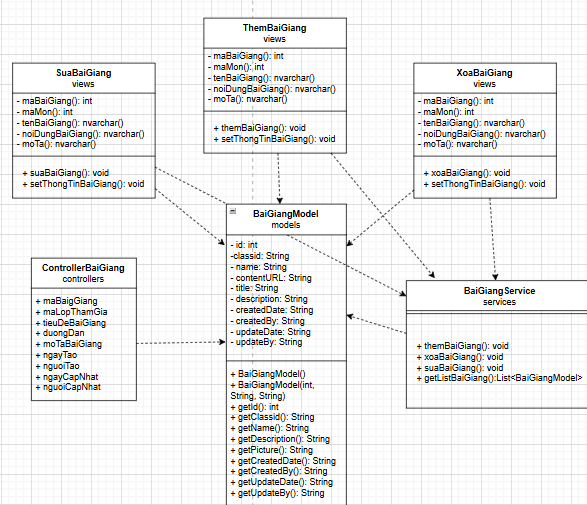 ThemBaiGiang
views
- maBaiGiang(): int
- maMon(): int
- tenBaiGiang(): nvarchar()
- noiDungBaiGiang(): nvarchar()
- moTa(): nvarchar()
+ themBaiGiang(): void
+ setThongTinBaiGiang(): void
SuaBaiGiang
views
- maBaiGiang(): int
- maMon(): int
- tenBaiGiang(): nvarchar()
- noiDungBaiGiang(): nvarchar()
- moTa(): nvarchar()
+ suaBaiGiang(): void
+ setThongTinBaiGiang(): void
XoaBaiGiang
views
- maBaiGiang(): int
- maMon(): int
- tenBaiGiang(): nvarchar()
- noiDungBaiGiang(): nvarchar()
- moTa(): nvarchar()
+ xoaBaiGiang(): void
+ setThongTinBaiGiang(): void
BaiGiangModel
models
- id: int
-classid: String
- name: String
- contentURL: String
- title: String
- description: String
- createdDate: String
- createdBy: String
- updateDate: String
- updateBy: String
+ BaiGiangModel()
+ BaiGiangModel(int,
String, String)
+ getId(): int
+ getClassid(): String
+ getName(): String
+ getDescription(): String
+ getPicture(): String
+ getCreatedDate(): String
+ getCreatedBy(): String
+ getUpdateDate(): String
+ getUpdateBy(): String
ControllerBaiGiang
controllers
+ maBaigGiang
+ maLopThamGia
+ tieuDeBaiGiang
+ duongDan
+ moTaBaiGiang
+ ngayTao
+ nguoiTao
+ ngayCapNhat
+ nguoiCapNhat
BaiGiangService
services
+ themBaiGiang(): void
+ xoaBaiGiang(): void
+ suaBaiGiang(): void
+ getListBaiGiang():List<BaiGiangModel>